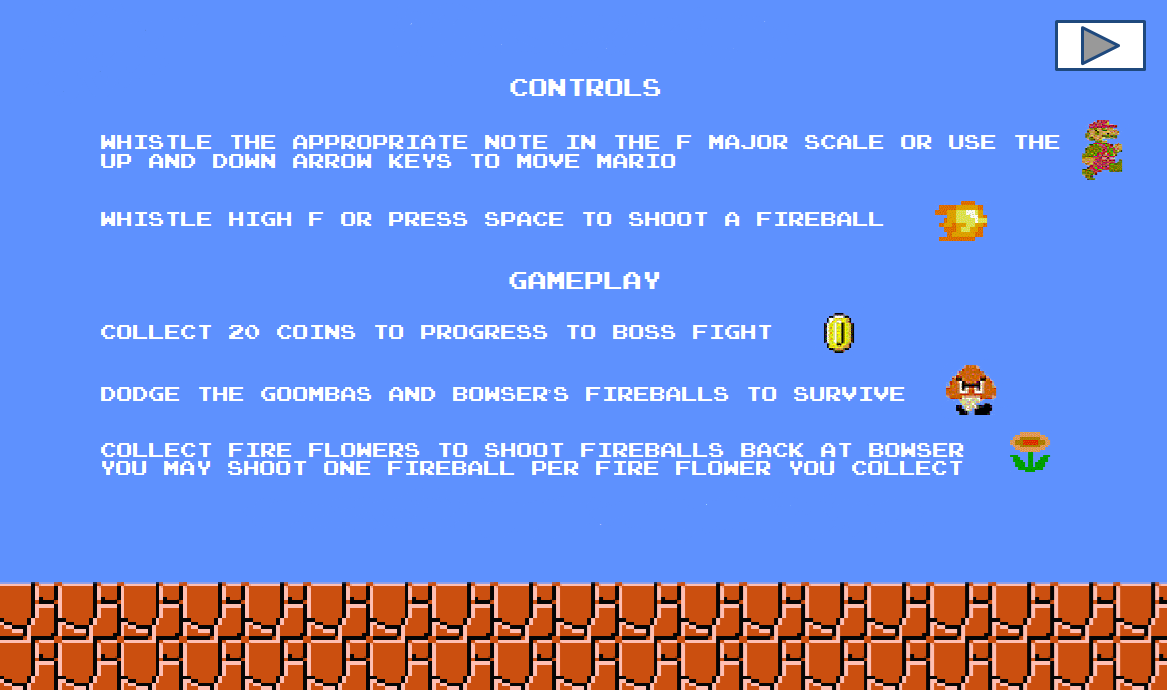 CONTROLS
WHISTLE THE APPROPRIATE NOTE IN THE F MAJOR SCALE OR USE THE
UP AND DOWN ARROW KEYS TO MOVE MARIO
WHISTLE HIGH F OR PRESS SPACE TO SHOOT A FIREBALL
GAMEPLAY
COLLECT 20 COINS TO PROGRESS TO BOSS FIGHT
DODGE THE GOOMBAS AND BOWSER'S FIREBALLS TO SURVIVE
COLLECT FIRE FLOWERS TO SHOOT FIREBALLS BACK AT BOWSER
YOU MAY SHOOT ONE FIREBALL PER FIRE FLOWER YOU COLLECT